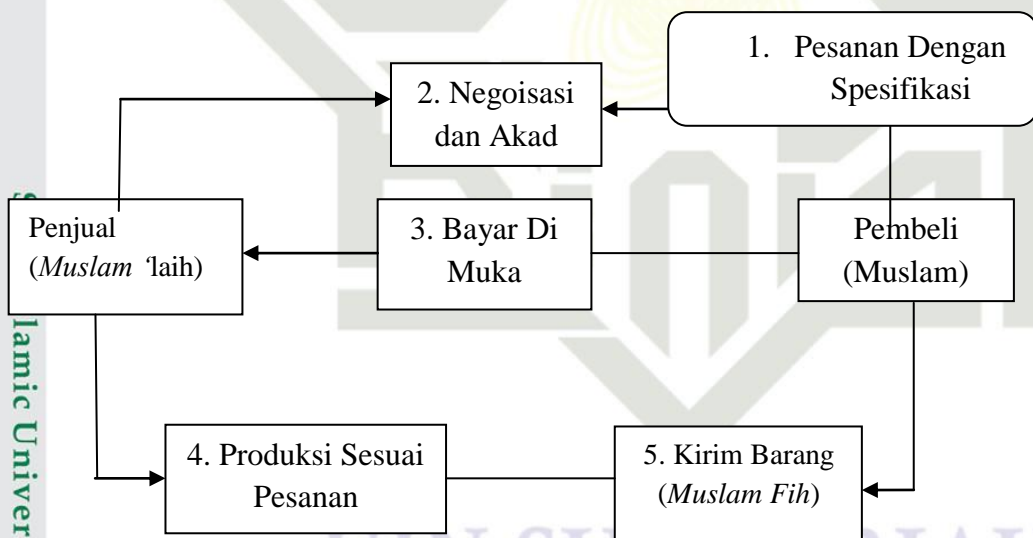 1. Pesanan Dengan
Spesifikasi
2. Negoisasi
dan Akad
Penjual
(Muslam ‘laih)
3. Bayar Di
Muka
Pembeli
(Muslam)
4. Produksi Sesuai
Pesanan
5. Kirim Barang
(Muslam Fih)